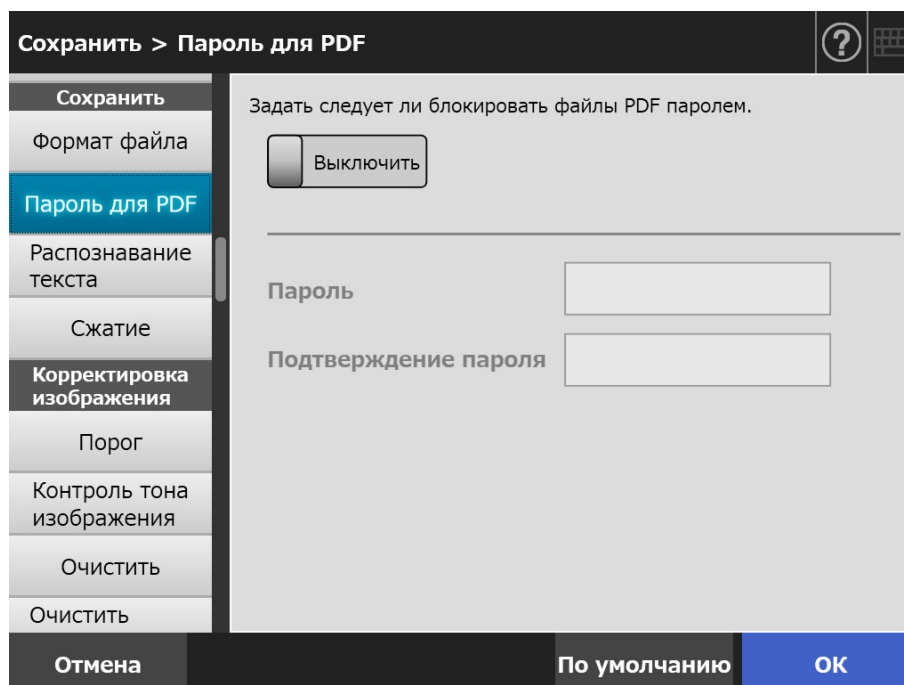 Сохранить > Пароль для PDF
?
Сохранить
Формат файла
Пароль для PDF
Распознавание
текста
Сжатие
Корректировка
изображения
Порог
Контроль тона
изображения
Очистить
Очистить
Задать следует ли блокировать файлы PDF паролем.
Выключить
Пароль
Подтверждение пароля
Отмена
По умолчанию
ОК